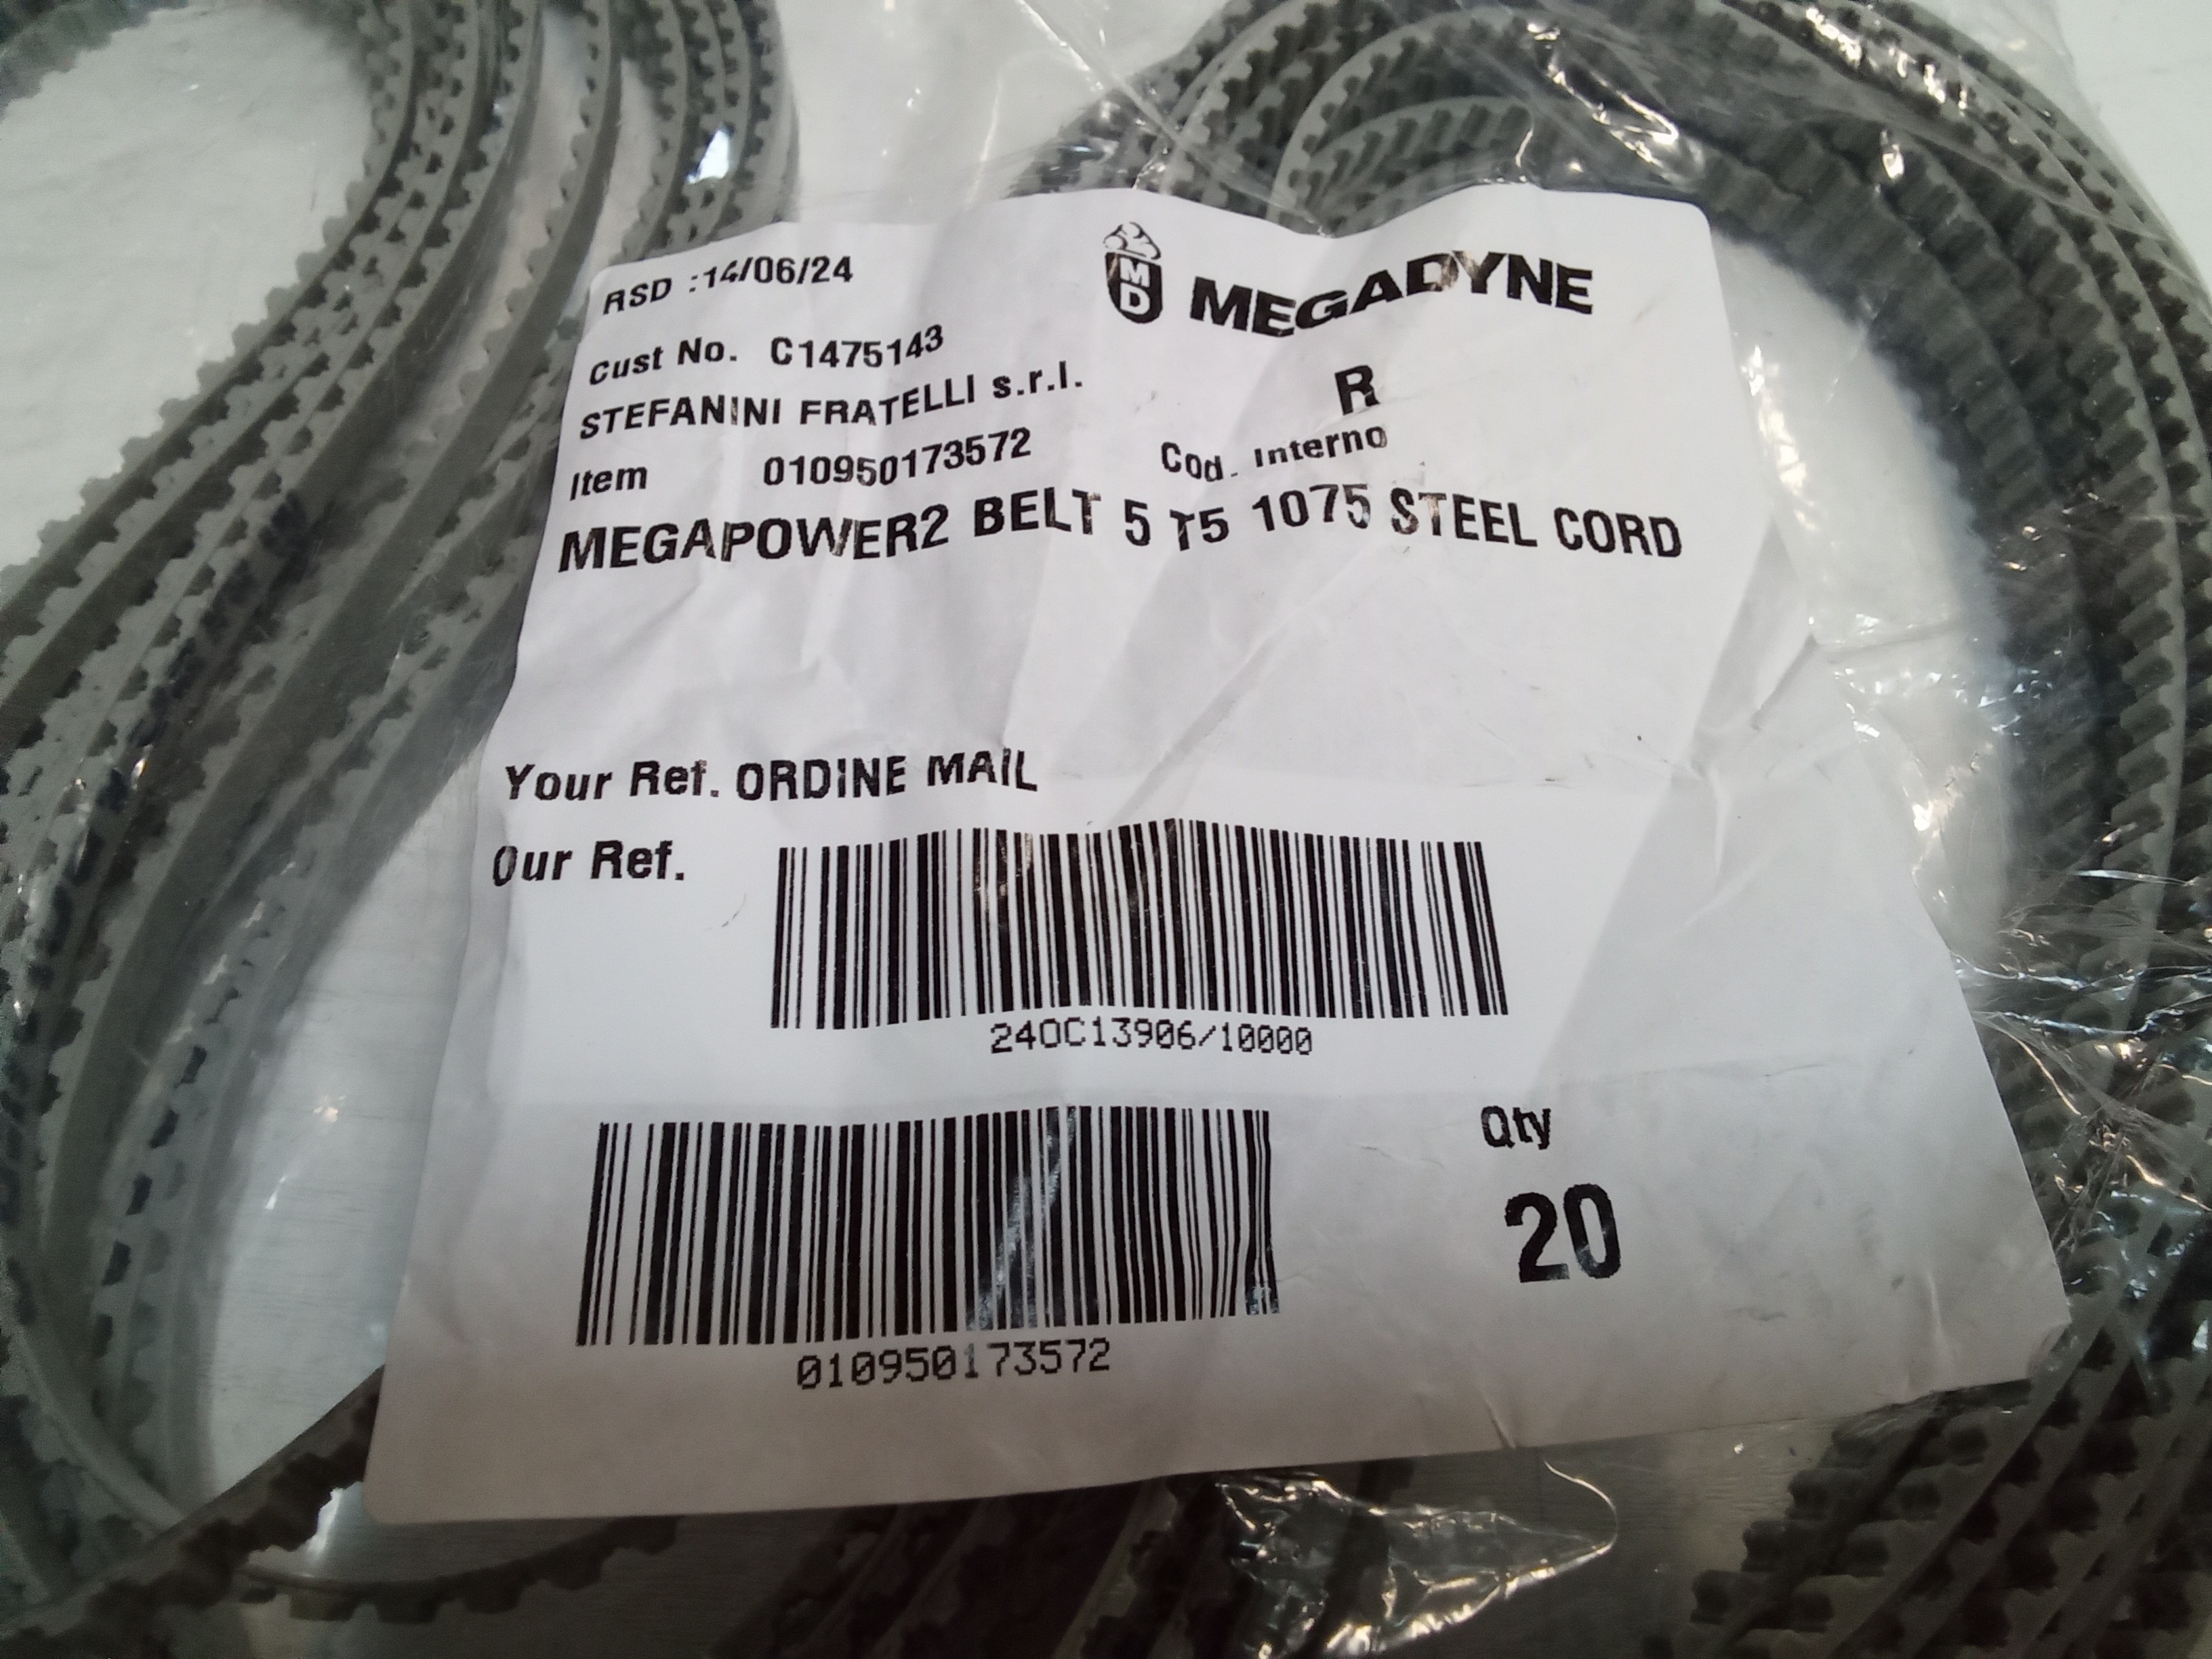 RSD :14/06/24
MD MEGADYNE
Cust No. C1475143
STEFANINI FRATELLI s.r.l.
R
Item 010950173572 Cod. Interno
MEGAPOWER2 BELT 5 T5 1075 STEEL CORD
Your Ref. ORDINE MAIL
Our Ref.
24OC13906/10000
Qty
20
010950173572